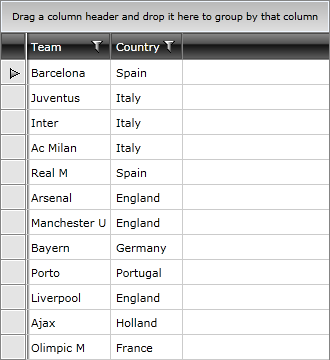 Drag a column header and drop it here to group by that column
Team Country
Barcelona Spain
Juventus Italy
Inter Italy
Ac Milan Italy
Real M Spain
Arsenal England
Manchester U England
Bayern Germany
Porto Portugal
Liverpool England
Ajax Holland
Olimpic M France